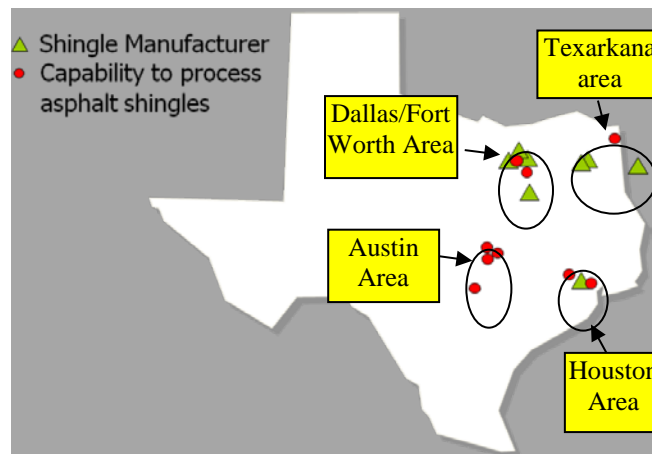 Shingle Manufacturer
Capability to process
asphalt shingles
Texarkana
area
Dallas/Fort
Worth Area
Austin
Area
Houston
Area